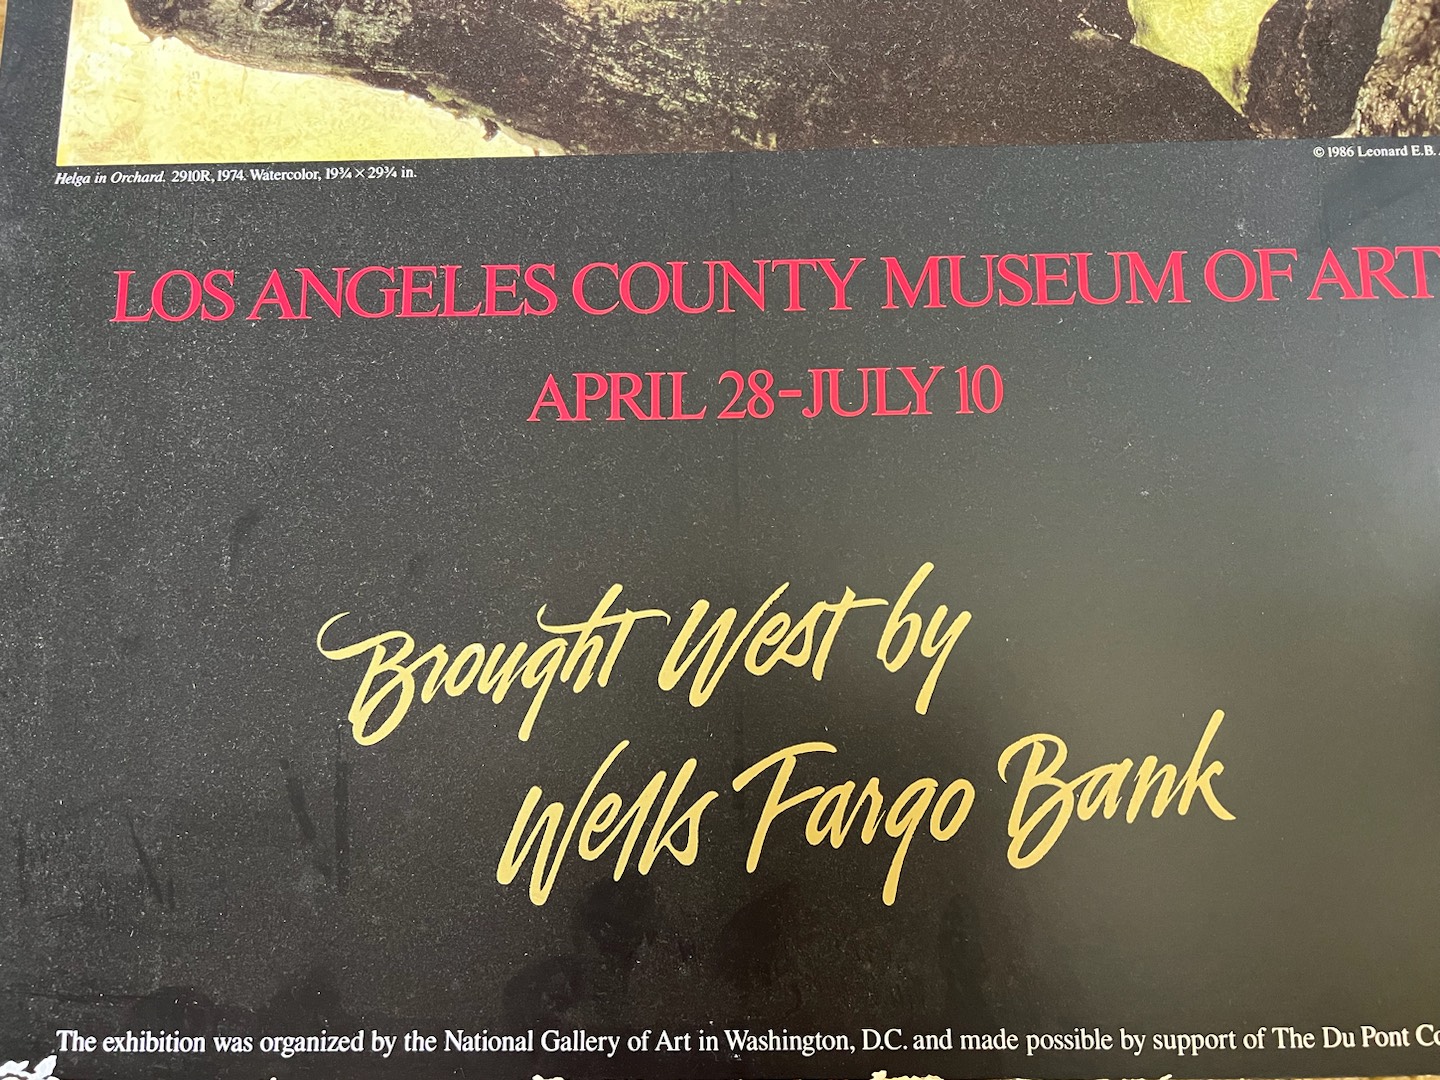 Helga in Orchard. 2910R, 1974. Watercolor, 19¾ × 29¾ in.
© 1986 Leonard E.B.
LOS ANGELES COUNTY MUSEUM OF ART
APRIL 28-JULY 10
Brought West by
Wells Fargo Bank
The exhibition was organized by the National Gallery of Art in Washington, D.C. and made possible by support of The Du Pont